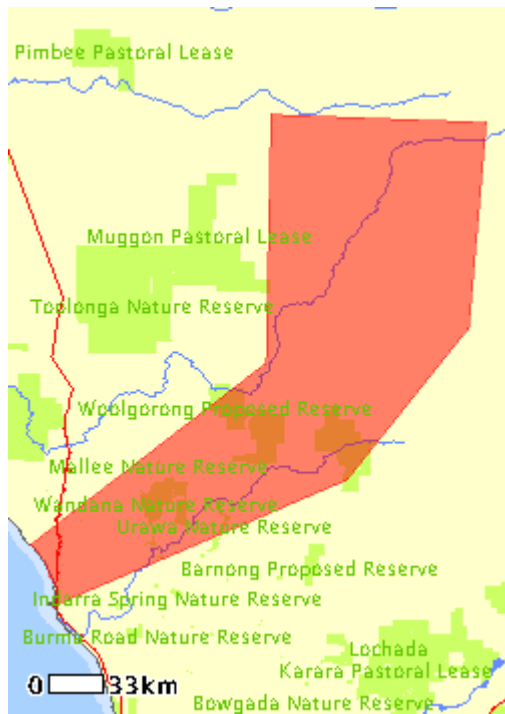 Pimbee Pastoral Lease
Muggon Pastoral Lease
Toolonga Nature Reserve
Woolgorong Proposed Reserve
Mallee Nature Reserve
Wandana Nature Reserve
Urawa Nature Reserve
Barnong Proposed Reserve
Indarra Spring Nature Reserve
Burma Road Nature Reserve
Lochada
Karara Pastoral Lease
0 33km
Bowgada Nature Reserve